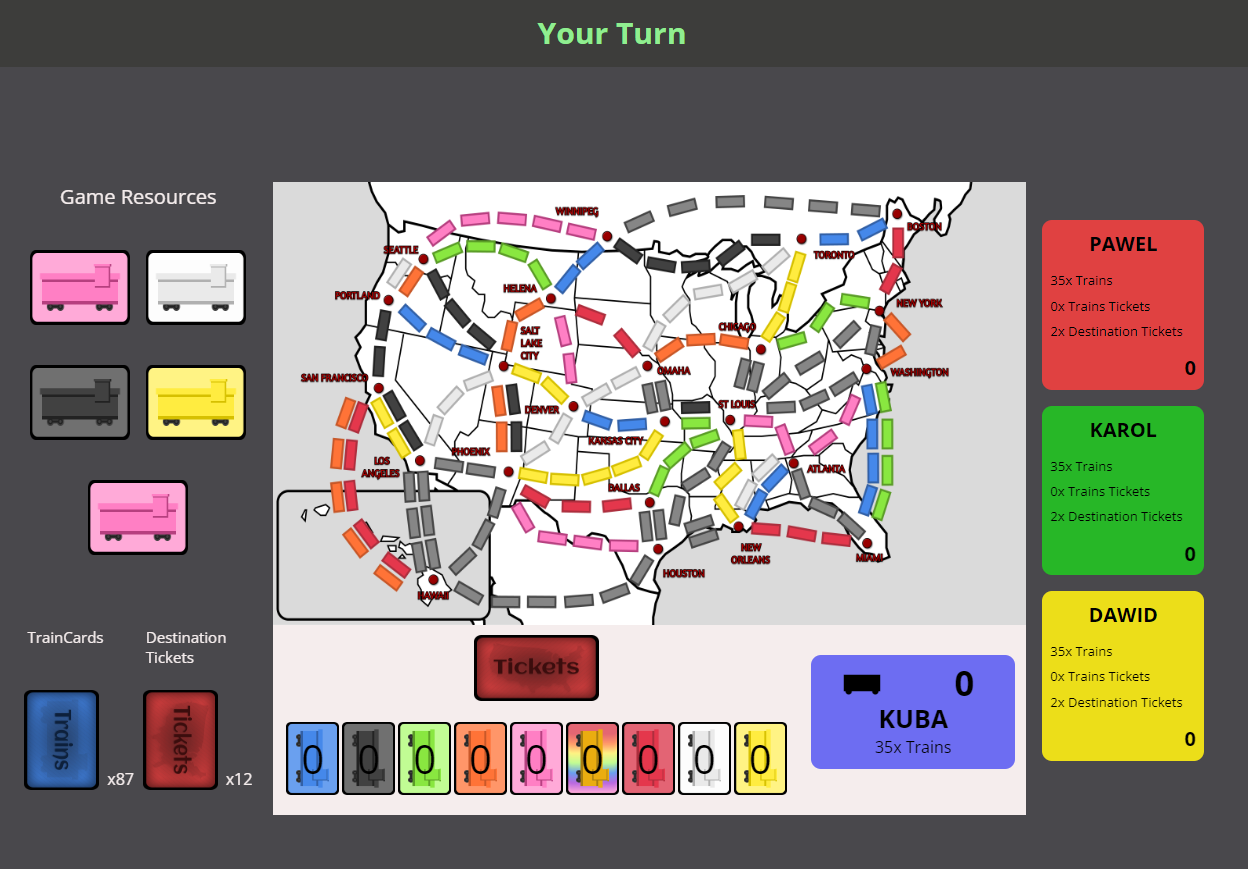 Your Turn
Game Resources
TrainCards
Destination
Tickets
Trains
x87
Tickets
x12
WINNIPEG
BOSTON
SEATTLE
TORONTO
HELENA
PORTLAND
NEW YORK
SALT
LAKE
CITY
CHICAGO
OMAHA
WASHINGTON
SAN FRANCISCO
DENVER
ST LOUIS
KANSAS CITY
PHOENIX
LOS
ANGELES
ATLANTA
DALLAS
NEW
ORLEANS
MIAMI
HOUSTON
HAWAII
Tickets
0
0
0
0
0
0
0
0
0
0
KUBA
35x Trains
PAWEL
35x Trains
0x Trains Tickets
2x Destination Tickets
0
KAROL
35x Trains
0x Trains Tickets
2x Destination Tickets
0
DAWID
35x Trains
0x Trains Tickets
2x Destination Tickets
0